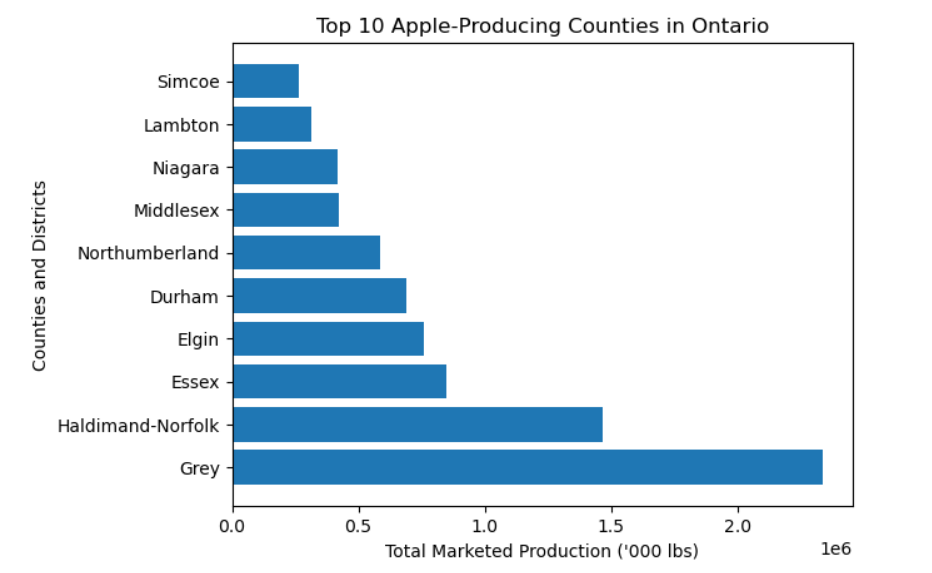 Top 10 Apple-Producing Counties in Ontario
Counties and Districts
Simcoe
Lambton
Niagara
Middlesex
Northumberland
Durham
Elgin
Essex
Haldimand-Norfolk
Grey
0.0 0.5 1.0 1.5 2.0
1e6
Total Marketed Production ('000 lbs)